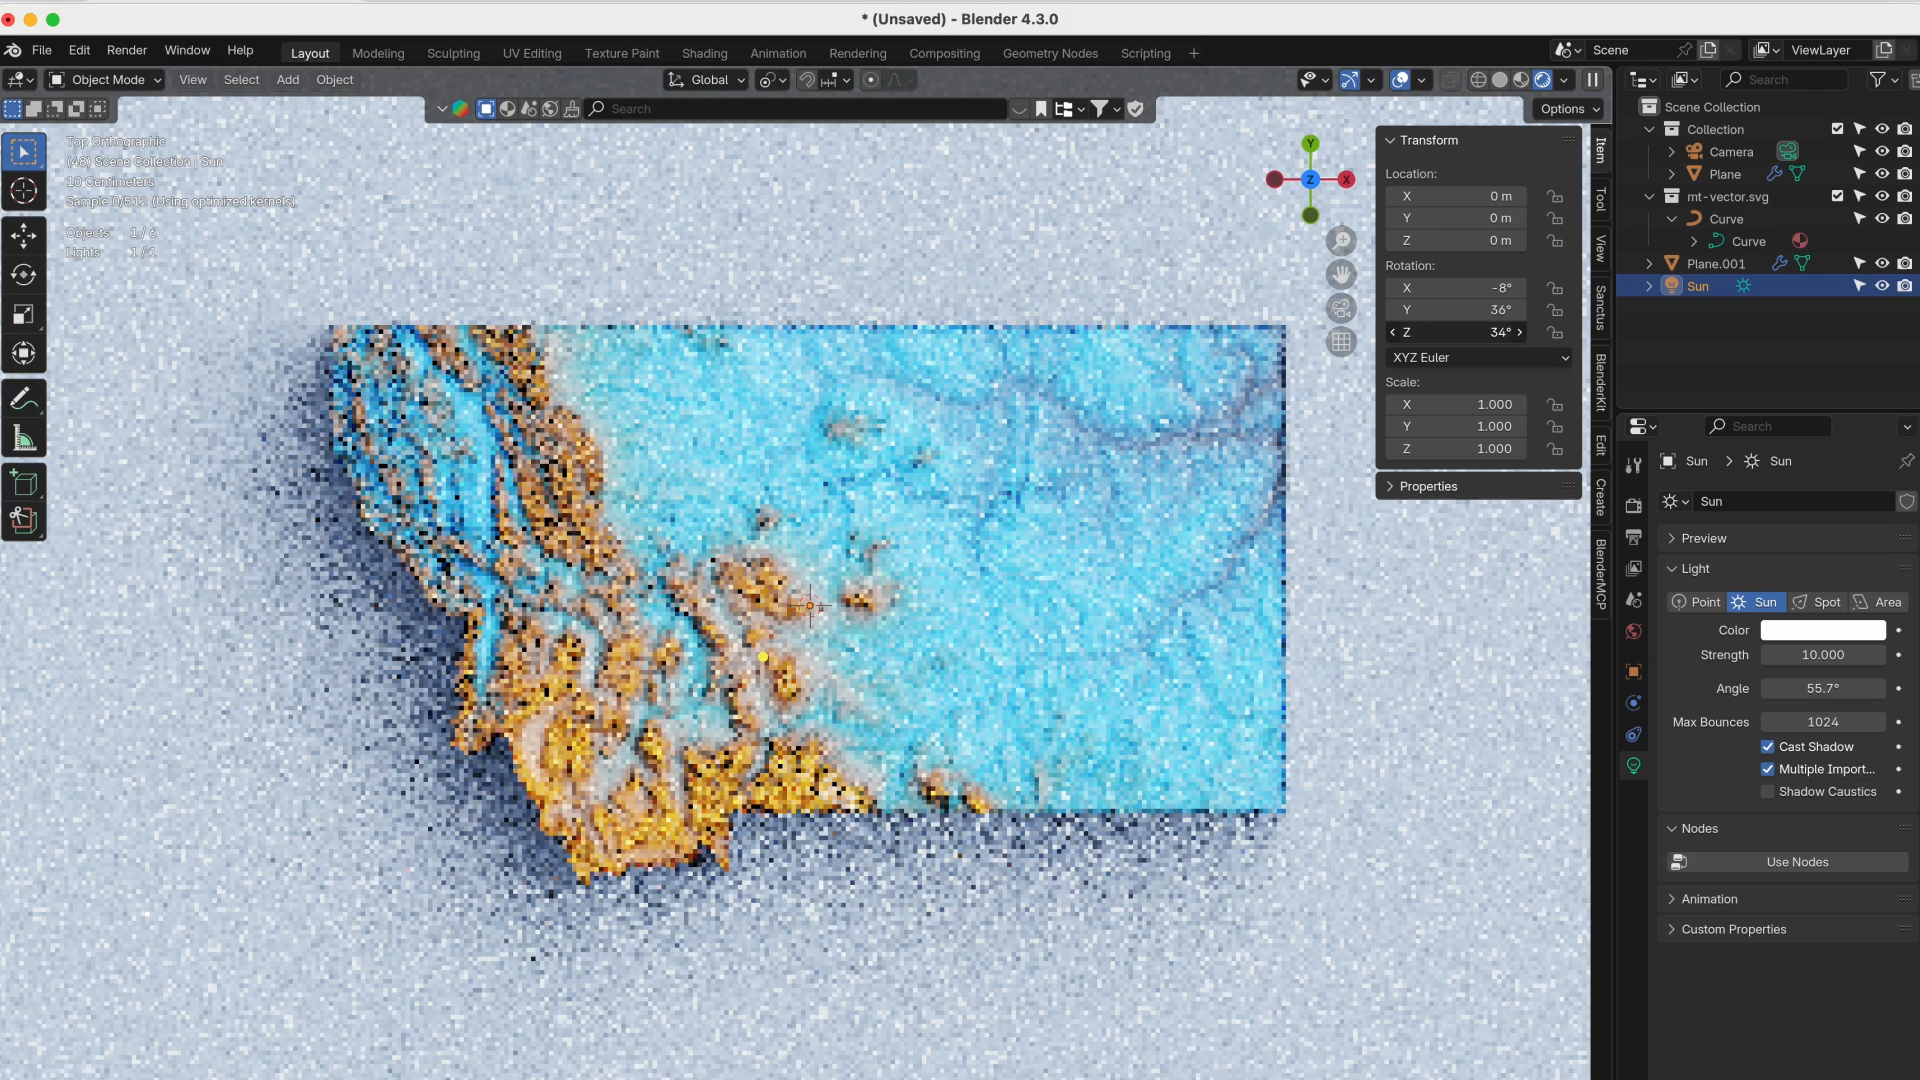 * (Unsaved) - Blender 4.3.0
File Edit Render Window Help
Layout Modeling Sculpting UV Editing Texture Paint Shading Animation Rendering Compositing Geometry Nodes Scripting +
Scene
ViewLayer
Object Mode View Select Add Object
Global
Search
Search
Options
Top Orthographic
(48) Scene Collection | Sun
10 Centimeters
Sample 0/512 (Using optimized kernels)
Objects 1 / 6
Lights 1 / 1
Y
X
Z
Transform
Location:
X 0 m
Y 0 m
Z 0 m
Rotation:
X -8°
Y 36°
Z 34°
XYZ Euler
Scale:
X 1.000
Y 1.000
Z 1.000
Properties
Item
Tool
View
Sanctus
BlenderKit
Edit
Create
BlenderMCP
Scene Collection
Collection
Camera
Plane
mt-vector.svg
Curve
Curve
Plane.001
Sun
Search
Sun > Sun
Sun
Preview
Light
Point Sun Spot Area
Color
Strength 10.000
Angle 55.7°
Max Bounces 1024
Cast Shadow
Multiple Import...
Shadow Caustics
Nodes
Use Nodes
Animation
Custom Properties